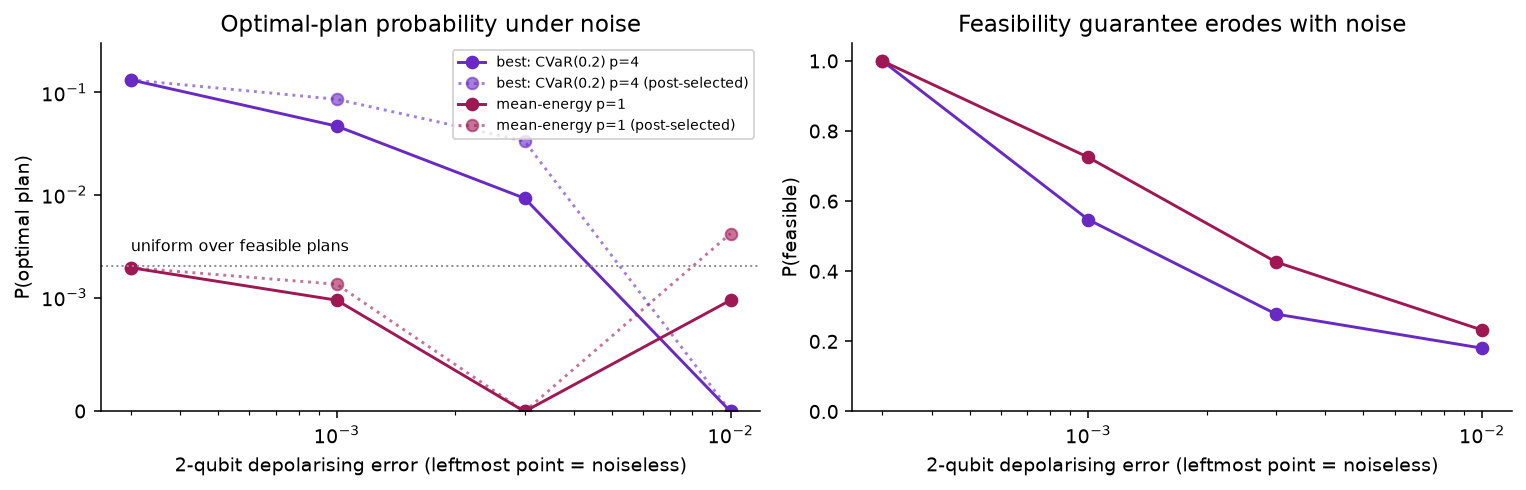 Optimal-plan probability under noise
best: CVaR(0.2) p=4
best: CVaR(0.2) p=4 (post-selected)
mean-energy p=1
mean-energy p=1 (post-selected)
uniform over feasible plans
P(optimal plan)
10⁻¹
10⁻²
10⁻³
0
10⁻³ 10⁻²
2-qubit depolarising error (leftmost point = noiseless)
Feasibility guarantee erodes with noise
P(feasible)
1.0
0.8
0.6
0.4
0.2
0.0
10⁻³ 10⁻²
2-qubit depolarising error (leftmost point = noiseless)